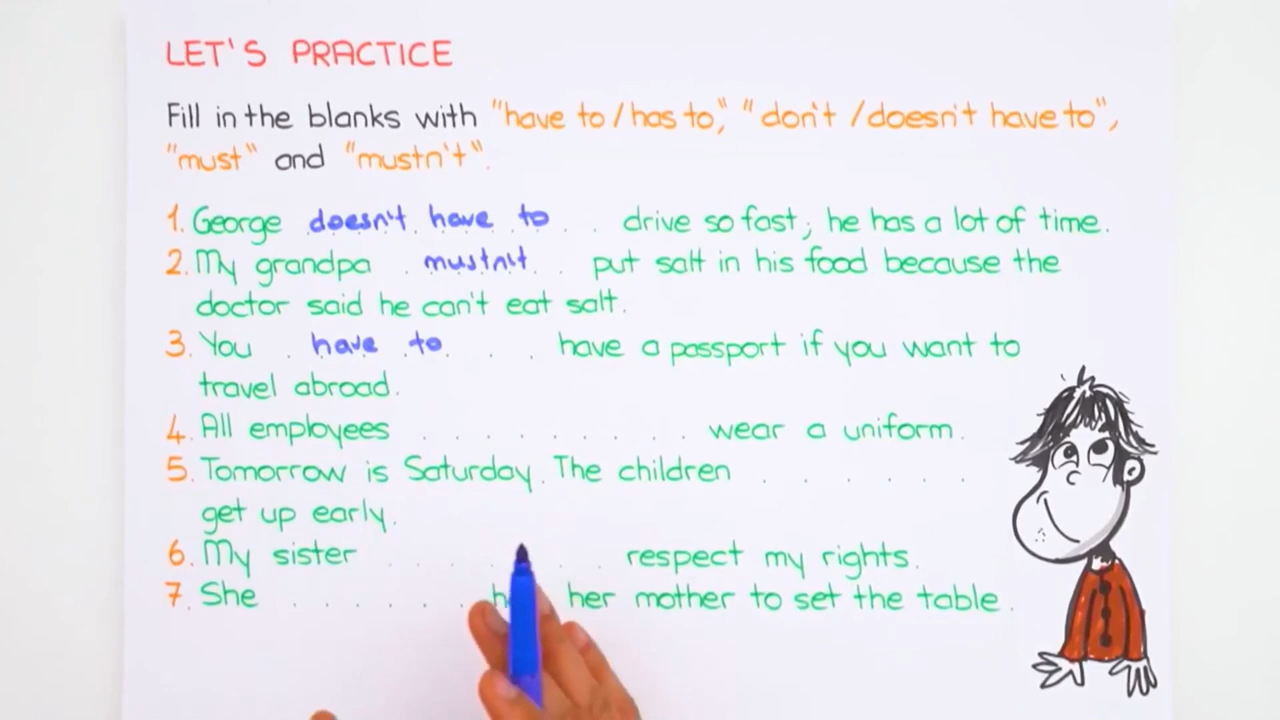 LET'S PRACTICE
Fill in the blanks with "have to / has to," "don't / doesn't have to",
"must" and "mustn't".
1. George doesn't have to . . drive so fast; he has a lot of time.
2. My grandpa . mustn't . . put salt in his food because the
doctor said he can't eat salt.
3. You . have to . . have a passport if you want to
travel abroad.
4. All employees . . . . . . . . . wear a uniform.
5. Tomorrow is Saturday. The children . . . . . .
get up early.
6. My sister . . . . . . . respect my rights.
7. She . . . . . . her mother to set the table.